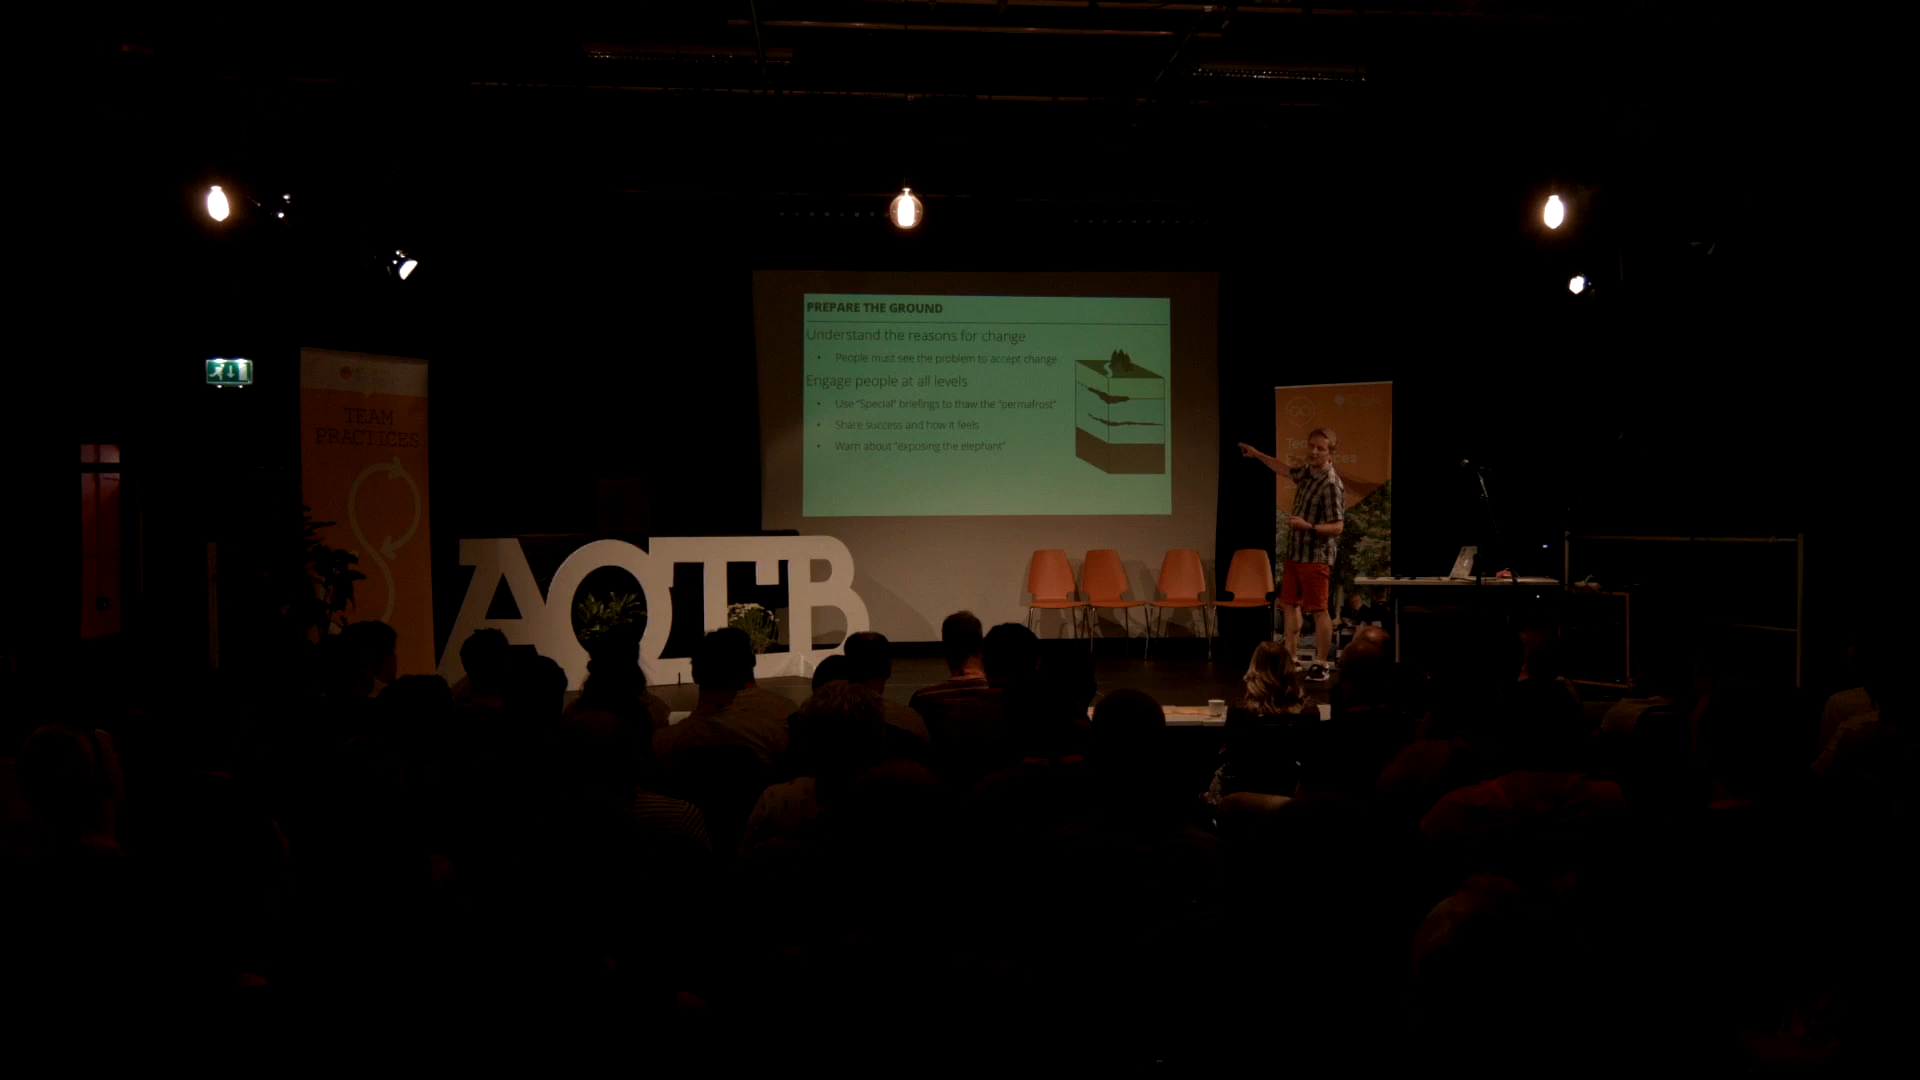 PREPARE THE GROUND
Understand the reasons for change
• People must see the problem to accept change
Engage people at all levels
• Use "Special" briefings to thaw the "permafrost"
• Share success and how it feels
• Warn about "exposing the elephant"
TEAM
PRACTICES
AOTB